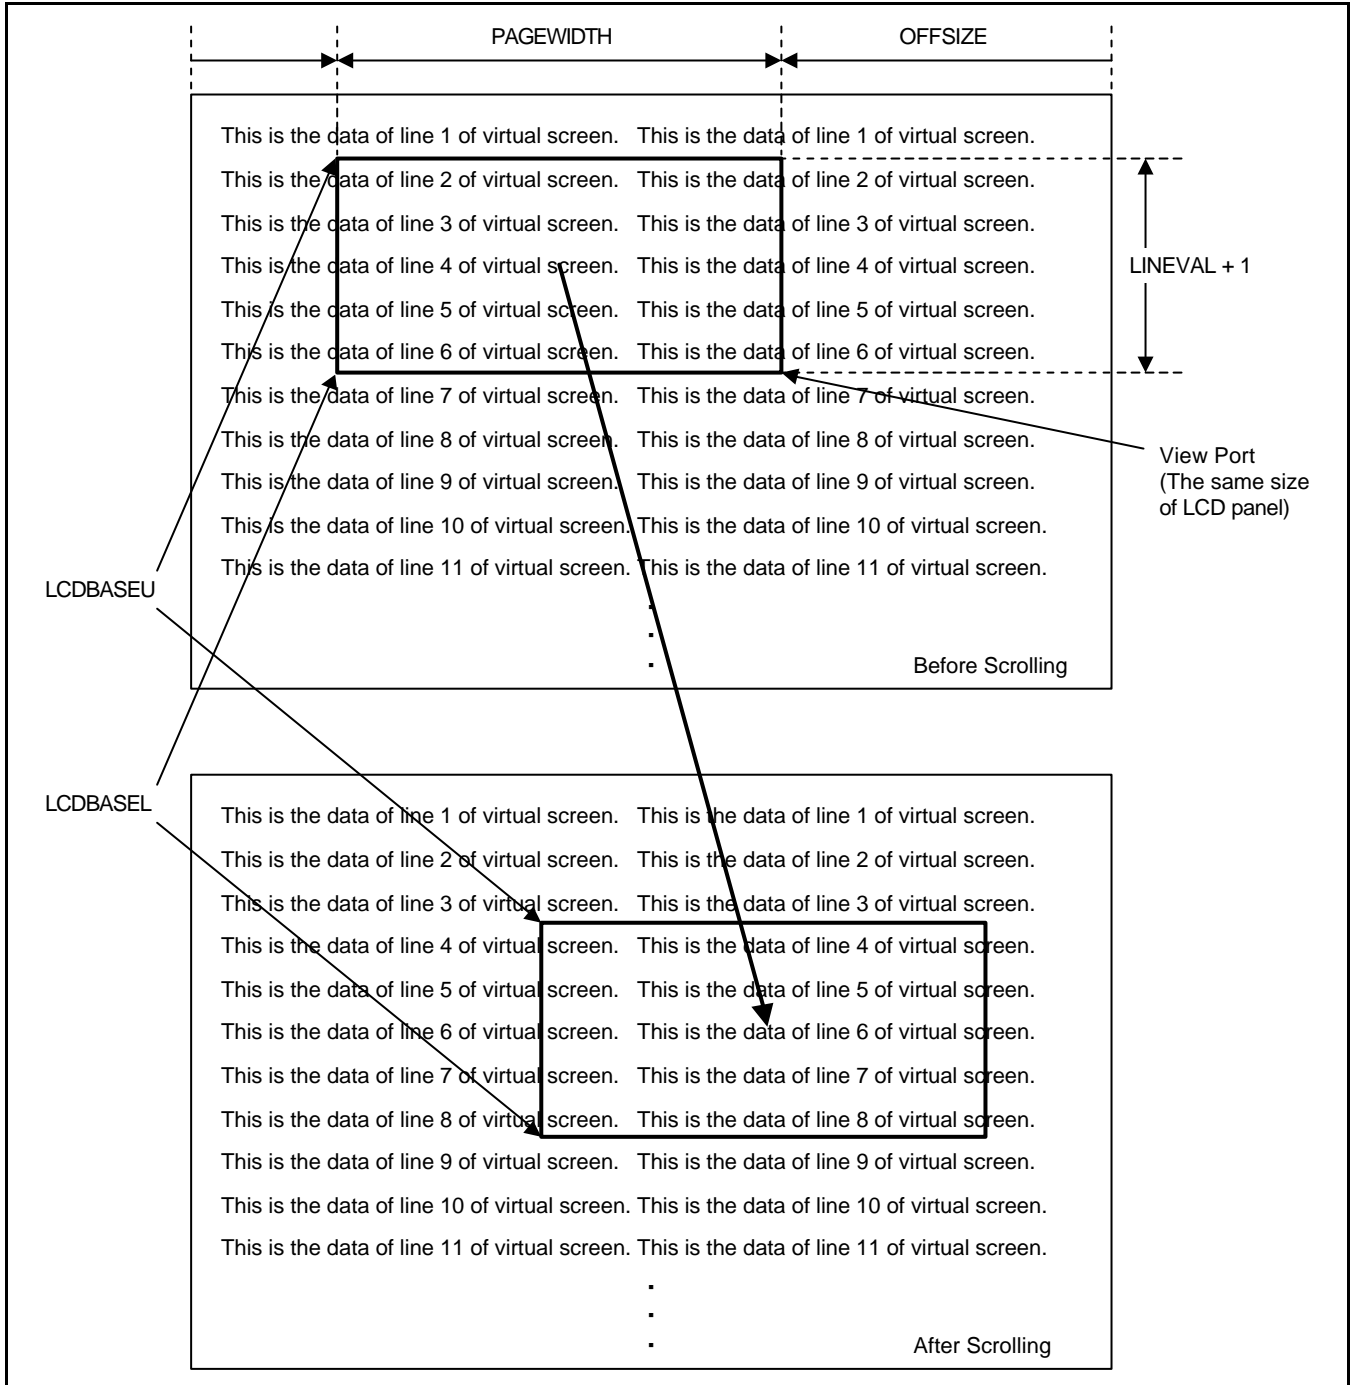 PAGEWIDTH OFFSIZE
This is the data of line 1 of virtual screen. This is the data of line 1 of virtual screen.
This is the data of line 2 of virtual screen. This is the data of line 2 of virtual screen.
This is the data of line 3 of virtual screen. This is the data of line 3 of virtual screen.
This is the data of line 4 of virtual screen. This is the data of line 4 of virtual screen.
LINEVAL + 1
This is the data of line 5 of virtual screen. This is the data of line 5 of virtual screen.
This is the data of line 6 of virtual screen. This is the data of line 6 of virtual screen.
This is the data of line 7 of virtual screen. This is the data of line 7 of virtual screen.
This is the data of line 8 of virtual screen. This is the data of line 8 of virtual screen.
View Port
(The same size
of LCD panel)
This is the data of line 9 of virtual screen. This is the data of line 9 of virtual screen.
This is the data of line 10 of virtual screen. This is the data of line 10 of virtual screen.
This is the data of line 11 of virtual screen. This is the data of line 11 of virtual screen.
LCDBASEU
.
.
.
Before Scrolling
LCDBASEL
This is the data of line 1 of virtual screen. This is the data of line 1 of virtual screen.
This is the data of line 2 of virtual screen. This is the data of line 2 of virtual screen.
This is the data of line 3 of virtual screen. This is the data of line 3 of virtual screen.
This is the data of line 4 of virtual screen. This is the data of line 4 of virtual screen.
This is the data of line 5 of virtual screen. This is the data of line 5 of virtual screen.
This is the data of line 6 of virtual screen. This is the data of line 6 of virtual screen.
This is the data of line 7 of virtual screen. This is the data of line 7 of virtual screen.
This is the data of line 8 of virtual screen. This is the data of line 8 of virtual screen.
This is the data of line 9 of virtual screen. This is the data of line 9 of virtual screen.
This is the data of line 10 of virtual screen. This is the data of line 10 of virtual screen.
This is the data of line 11 of virtual screen. This is the data of line 11 of virtual screen.
.
.
.
After Scrolling